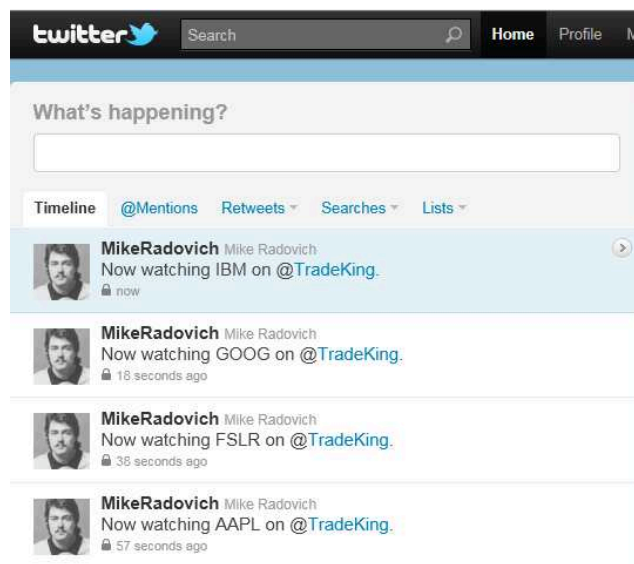 twitter Search Home Profile M
What's happening?
Timeline @Mentions Retweets Searches Lists
MikeRadovich Mike Radovich
Now watching IBM on @TradeKing.
now
MikeRadovich Mike Radovich
Now watching GOOG on @TradeKing.
18 seconds ago
MikeRadovich Mike Radovich
Now watching FSLR on @TradeKing.
38 seconds ago
MikeRadovich Mike Radovich
Now watching AAPL on @TradeKing.
57 seconds ago